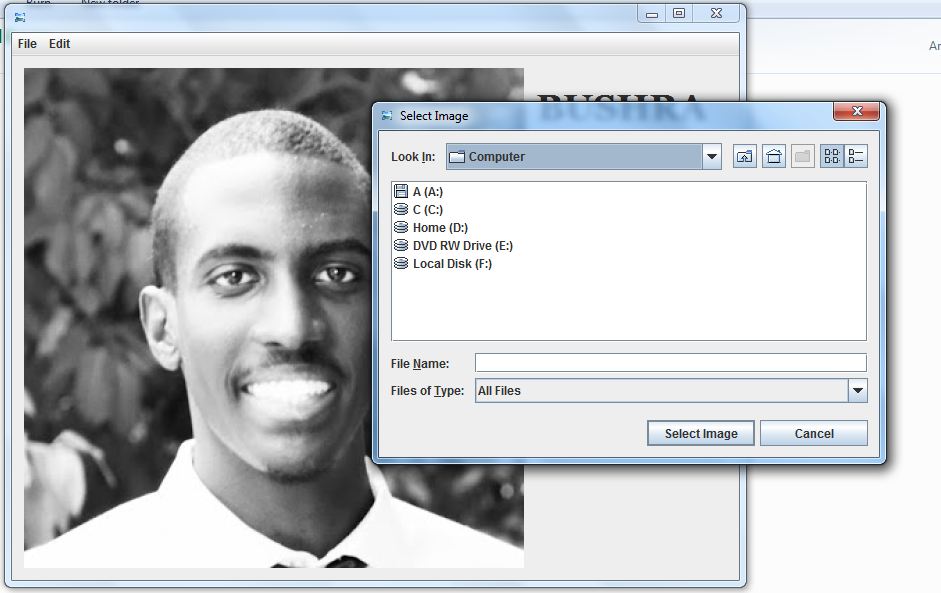 Burn New folder
File Edit
BUSHRA
Select Image
Look In: Computer
A (A:)
C (C:)
Home (D:)
DVD RW Drive (E:)
Local Disk (F:)
File Name:
Files of Type: All Files
Select Image Cancel